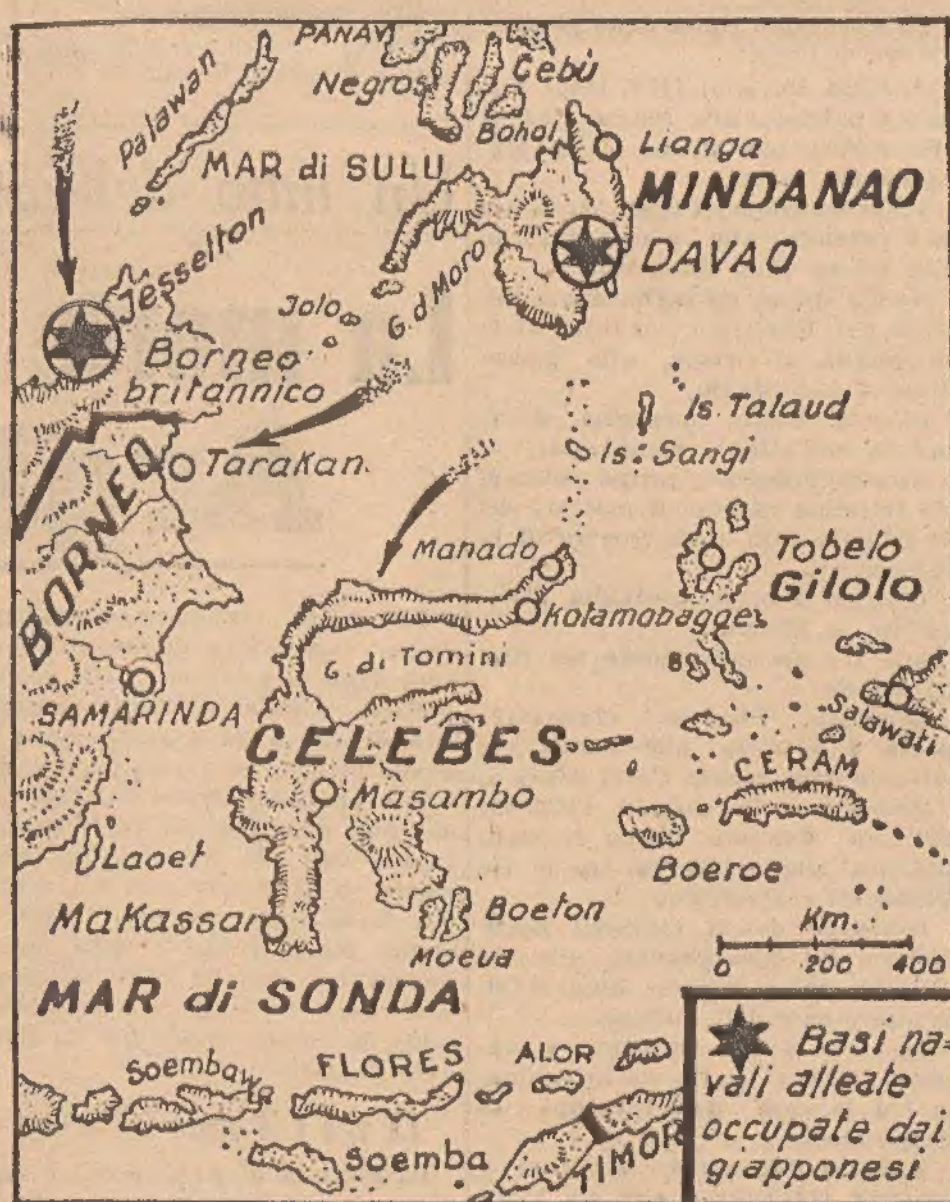 PANAY
Negros
Cebù
Palawan
Bohol
Lianga
MAR di SULU
MINDANAO
DAVAO
Jesselton
Jolo
G. d Moro
Borneo
britannico
Is. Talaud
Is. Sangi
Tarakan.
BORNEO
Manado
Tobelo
Gilolo
Kotamobagoe
G. di Tomini
SAMARINDA
Salawati
CELEBES
CERAM
Masambo
Laoet
Boeroe
Makassar
Boeton
Moeua
Km.
0 200 400
MAR di SONDA
Soembawa
FLORES
ALOR
Soemba
TIMOR
Basi na=
vali alleate
occupate dai
giapponesi